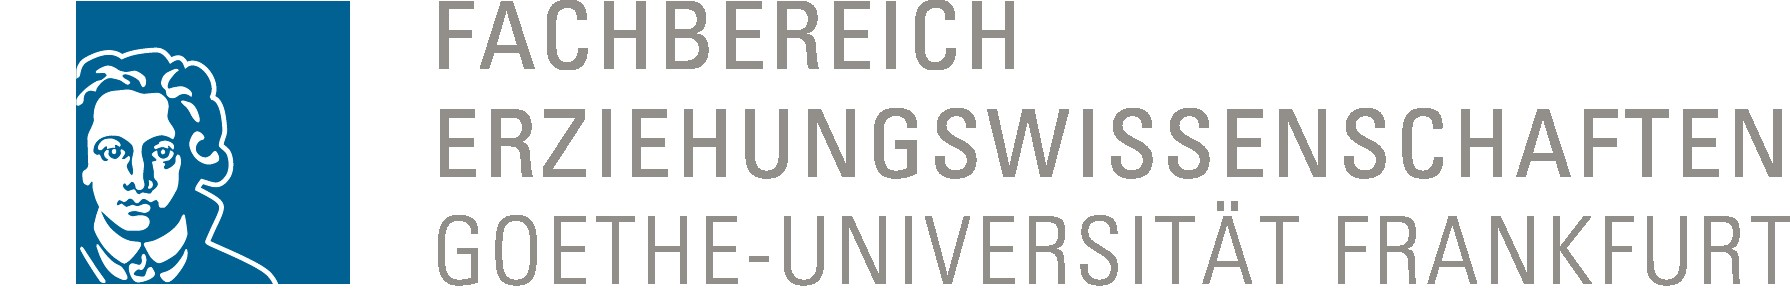 FACHBEREICH
ERZIEHUNGSWISSENSCHAFTEN
GOETHE-UNIVERSITÄT FRANKFURT